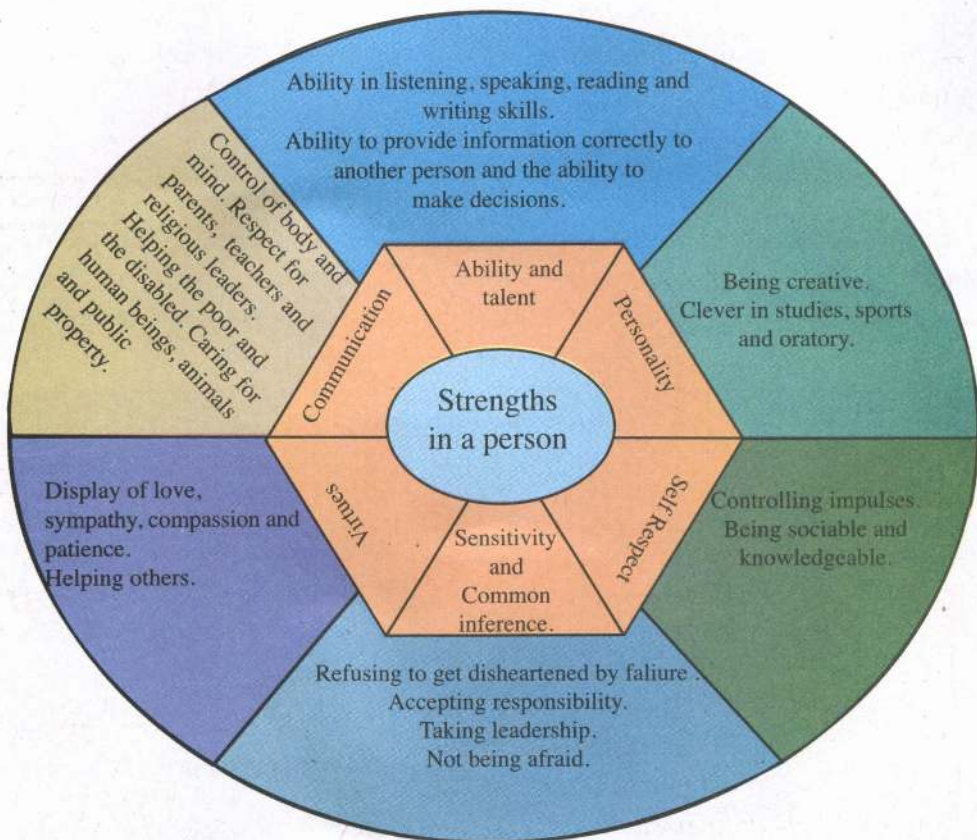 Ability in listening, speaking, reading and
writing skills.
Ability to provide information correctly to
another person and the ability to
make decisions.
Control of body and
mind. Respect for
parents, teachers and
religious leaders.
Helping the poor and
the disabled. Caring for
human beings, animals
and public
property.
Being creative.
Clever in studies, sports
and oratory.
Ability and
talent
Communication
Personality
Strengths
in a person
Virtues
Self Respect
Sensitivity
and
Common
inference.
Display of love,
sympathy, compassion and
patience.
Helping others.
Controlling impulses.
Being sociable and
knowledgeable.
Refusing to get disheartened by faliure .
Accepting responsibility.
Taking leadership.
Not being afraid.